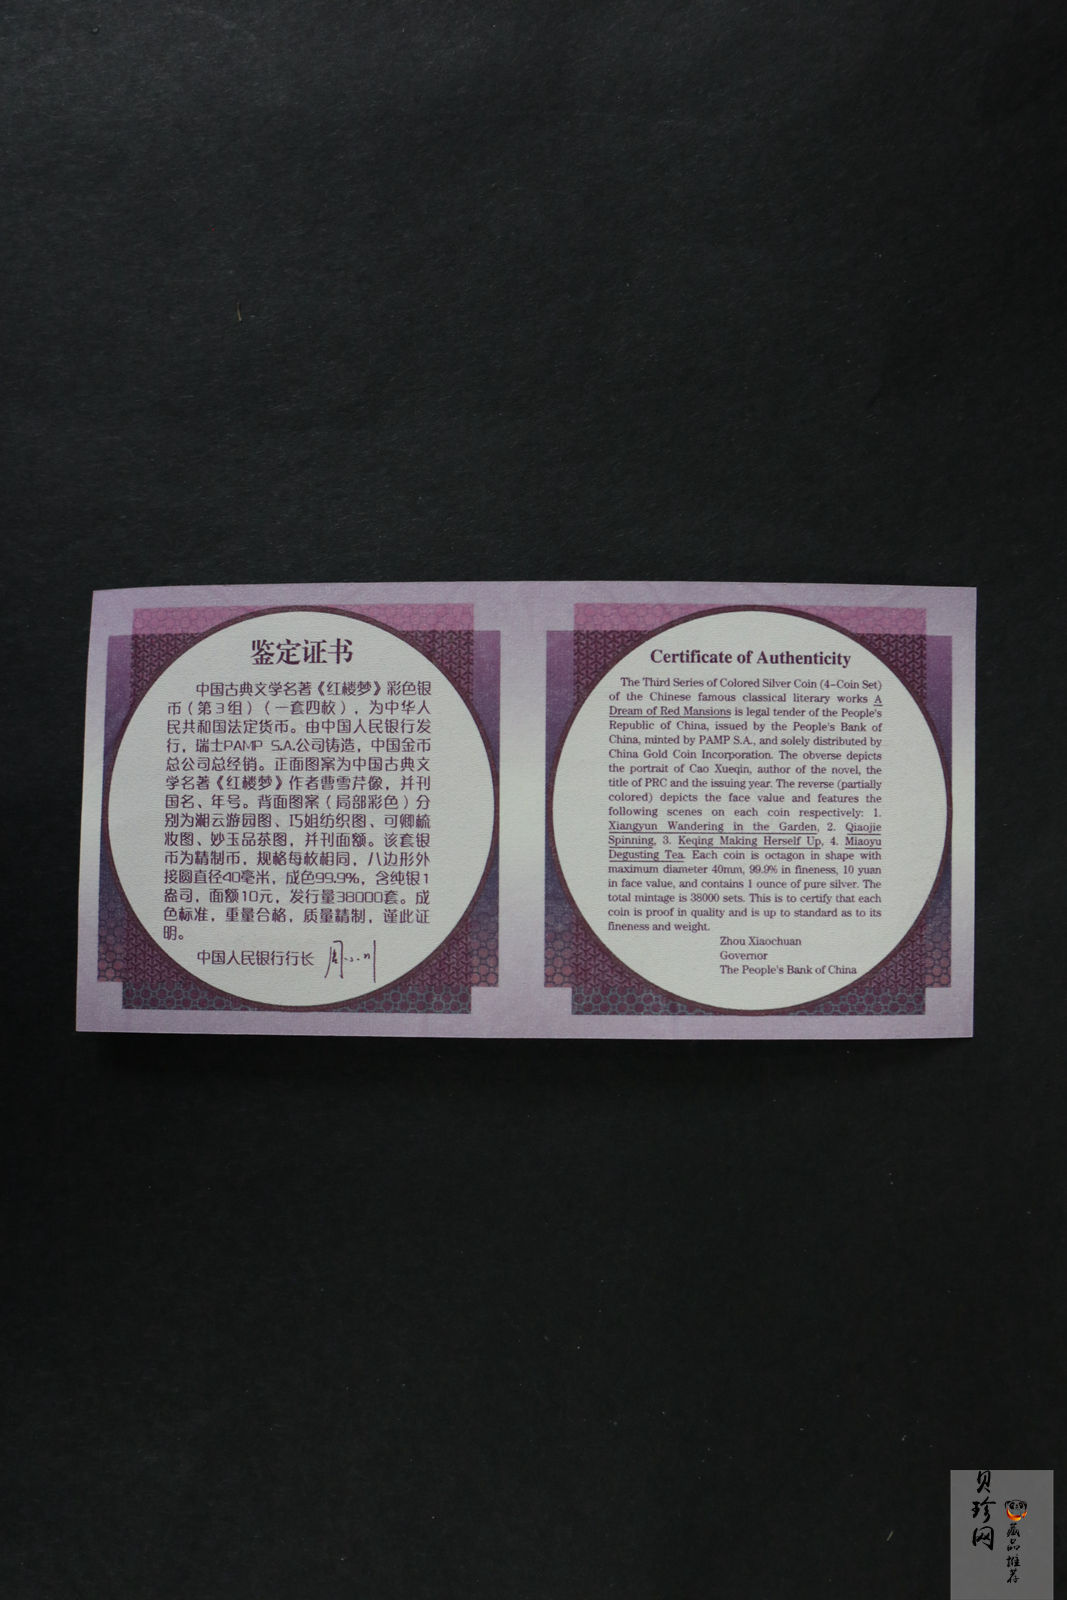 鉴定证书
中国古典文学名著《红楼梦》彩色银
币（第3组）（一套四枚），为中华人
民共和国法定货币。由中国人民银行发
行，瑞士PAMP S.A.公司铸造，中国金币
总公司总经销。正面图案为中国古典文
学名著《红楼梦》作者曹雪芹像，并刊
国名、年号。背面图案（局部彩色）分
别为湘云游园图、巧姐纺织图、可卿梳
妆图、妙玉品茶图，并刊面额。该套银
币为精制币，规格每枚相同，八边形外
接圆直径40毫米，成色99.9%，含纯银1
盎司，面额10元，发行量38000套。成
色标准，重量合格，质量精制，谨此证
明。
中国人民银行行长
Certificate of Authenticity
The Third Series of Colored Silver Coin (4-Coin Set)
of the Chinese famous classical literary works A
Dream of Red Mansions is legal tender of the People's
Republic of China, issued by the People's Bank of
China, minted by PAMP S.A., and solely distributed by
China Gold Coin Incorporation. The obverse depicts
the portrait of Cao Xueqin, author of the novel, the
title of PRC and the issuing year. The reverse (partially
colored) depicts the face value and features the
following scenes on each coin respectively: 1.
Xiangyun Wandering in the Garden, 2. Qiaojie
Spinning, 3. Keqing Making Herself Up, 4. Miaoyu
Degusting Tea. Each coin is octagon in shape with
maximum diameter 40mm, 99.9% in fineness, 10 yuan
in face value, and contains 1 ounce of pure silver. The
total mintage is 38000 sets. This is to certify that each
coin is proof in quality and is up to standard as to its
fineness and weight.
Zhou Xiaochuan
Governor
The People's Bank of China
贝珍网
藏品推荐